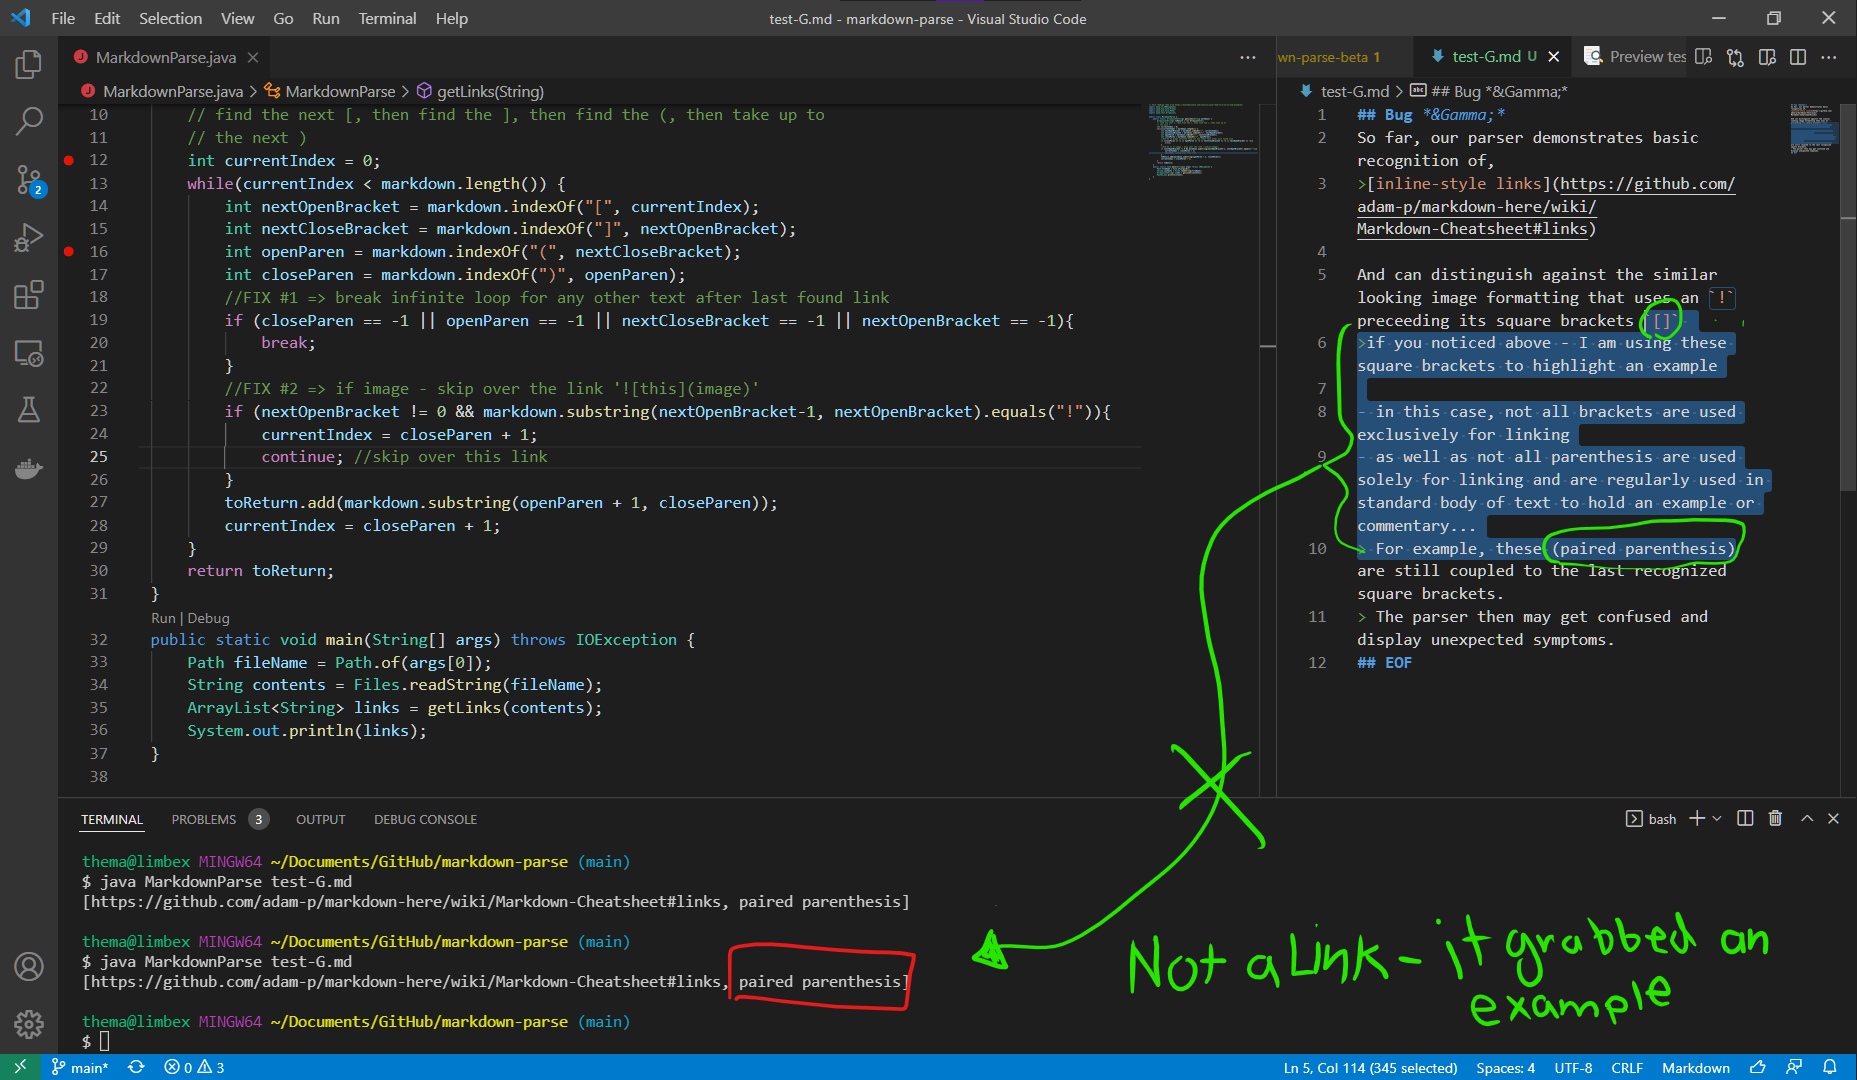 File Edit Selection View Go Run Terminal Help
test-G.md - markdown-parse - Visual Studio Code
MarkdownParse.java
MarkdownParse.java > MarkdownParse > getLinks(String)
10 // find the next [, then find the ], then find the (, then take up to
11 // the next )
12 int currentIndex = 0;
13 while(currentIndex < markdown.length()) {
14 int nextOpenBracket = markdown.indexOf("[", currentIndex);
15 int nextCloseBracket = markdown.indexOf("]", nextOpenBracket);
16 int openParen = markdown.indexOf("(", nextCloseBracket);
17 int closeParen = markdown.indexOf(")", openParen);
18 //FIX #1 => break infinite loop for any other text after last found link
19 if (closeParen == -1 || openParen == -1 || nextCloseBracket == -1 || nextOpenBracket == -1){
20 break;
21 }
22 //FIX #2 => if image - skip over the link '![this](image)'
23 if (nextOpenBracket != 0 && markdown.substring(nextOpenBracket-1, nextOpenBracket).equals("!")){
24 currentIndex = closeParen + 1;
25 continue; //skip over this link
26 }
27 toReturn.add(markdown.substring(openParen + 1, closeParen));
28 currentIndex = closeParen + 1;
29 }
30 return toReturn;
31 }
Run | Debug
32 public static void main(String[] args) throws IOException {
33 Path fileName = Path.of(args[0]);
34 String contents = Files.readString(fileName);
35 ArrayList<String> links = getLinks(contents);
36 System.out.println(links);
37 }
38
wn-parse-beta 1
test-G.md U
Preview tes
test-G.md > ## Bug *&Gamma;*
1 ## Bug *&Gamma;*
2 So far, our parser demonstrates basic
recognition of,
3 >[inline-style links](https://github.com/
adam-p/markdown-here/wiki/
Markdown-Cheatsheet#links)
4
5 And can distinguish against the similar
looking image formatting that uses an `!`
preceeding its square brackets `[]`
6 >if you noticed above - I am using these
square brackets to highlight an example
7
8 - in this case, not all brackets are used
exclusively for linking
9 - as well as not all parenthesis are used
solely for linking and are regularly used in
standard body of text to hold an example or
commentary...
10 > For example, these (paired parenthesis)
are still coupled to the last recognized
square brackets.
11 > The parser then may get confused and
display unexpected symptoms.
12 ## EOF
TERMINAL PROBLEMS 3 OUTPUT DEBUG CONSOLE
bash
thema@limbex MINGW64 ~/Documents/GitHub/markdown-parse (main)
$ java MarkdownParse test-G.md
[https://github.com/adam-p/markdown-here/wiki/Markdown-Cheatsheet#links, paired parenthesis]
thema@limbex MINGW64 ~/Documents/GitHub/markdown-parse (main)
$ java MarkdownParse test-G.md
[https://github.com/adam-p/markdown-here/wiki/Markdown-Cheatsheet#links, paired parenthesis]
thema@limbex MINGW64 ~/Documents/GitHub/markdown-parse (main)
$
Not a Link - it grabbed an
example
2
main* 0 3
Ln 5, Col 114 (345 selected) Spaces: 4 UTF-8 CRLF Markdown